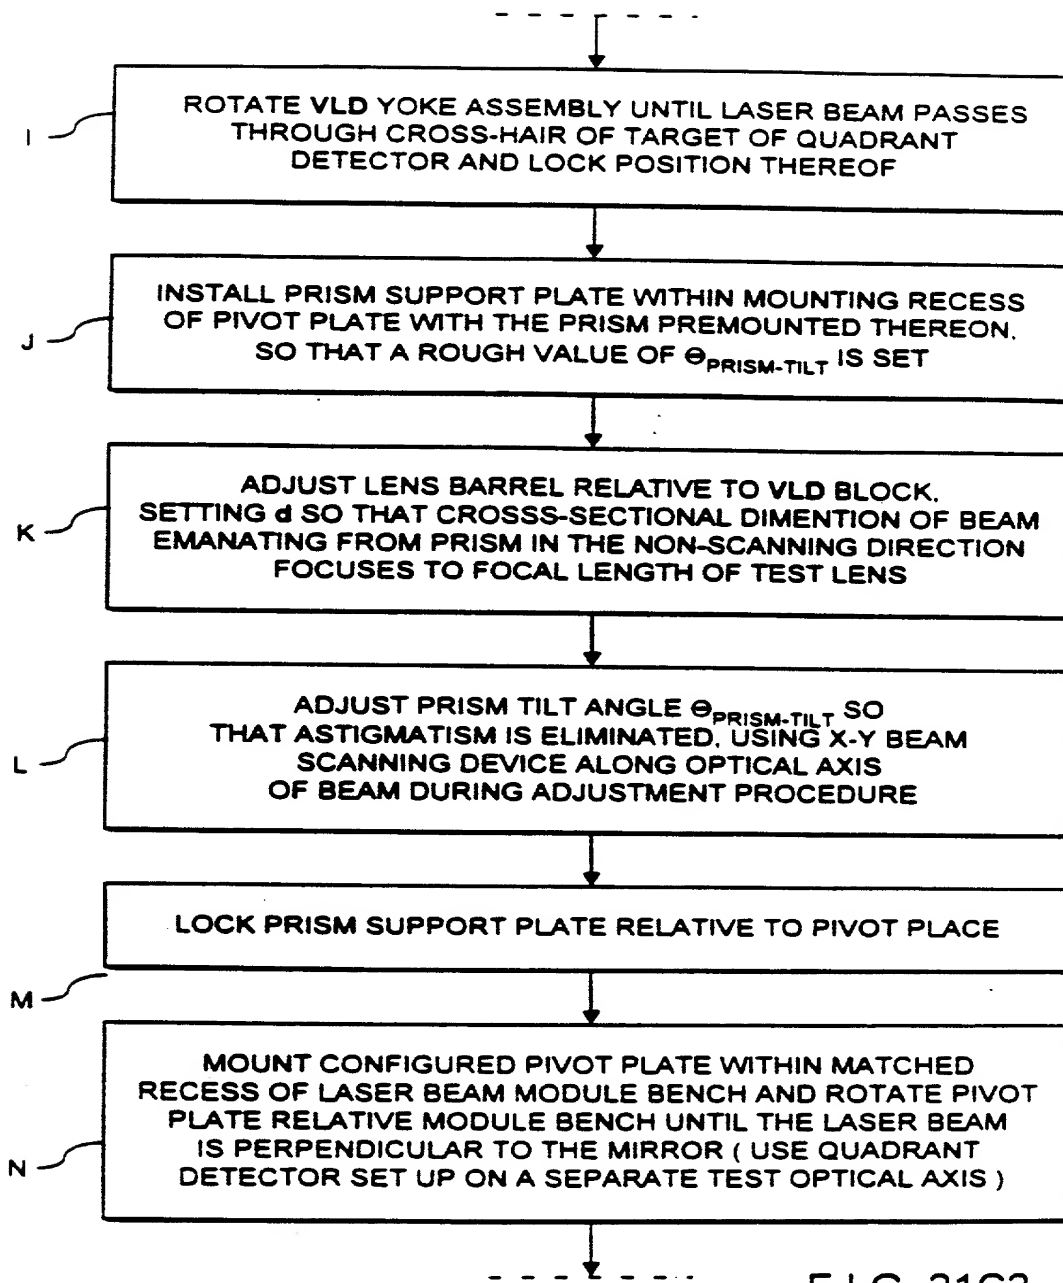 I
ROTATE VLD YOKE ASSEMBLY UNTIL LASER BEAM PASSES
THROUGH CROSS-HAIR OF TARGET OF QUADRANT
DETECTOR AND LOCK POSITION THEREOF
J
INSTALL PRISM SUPPORT PLATE WITHIN MOUNTING RECESS
OF PIVOT PLATE WITH THE PRISM PREMOUNTED THEREON.
SO THAT A ROUGH VALUE OF ΘPRISM-TILT IS SET
K
ADJUST LENS BARREL RELATIVE TO VLD BLOCK.
SETTING d SO THAT CROSSS-SECTIONAL DIMENTION OF BEAM
EMANATING FROM PRISM IN THE NON-SCANNING DIRECTION
FOCUSES TO FOCAL LENGTH OF TEST LENS
L
ADJUST PRISM TILT ANGLE ΘPRISM-TILT SO
THAT ASTIGMATISM IS ELIMINATED. USING X-Y BEAM
SCANNING DEVICE ALONG OPTICAL AXIS
OF BEAM DURING ADJUSTMENT PROCEDURE
M
LOCK PRISM SUPPORT PLATE RELATIVE TO PIVOT PLACE
N
MOUNT CONFIGURED PIVOT PLATE WITHIN MATCHED
RECESS OF LASER BEAM MODULE BENCH AND ROTATE PIVOT
PLATE RELATIVE MODULE BENCH UNTIL THE LASER BEAM
IS PERPENDICULAR TO THE MIRROR ( USE QUADRANT
DETECTOR SET UP ON A SEPARATE TEST OPTICAL AXIS )